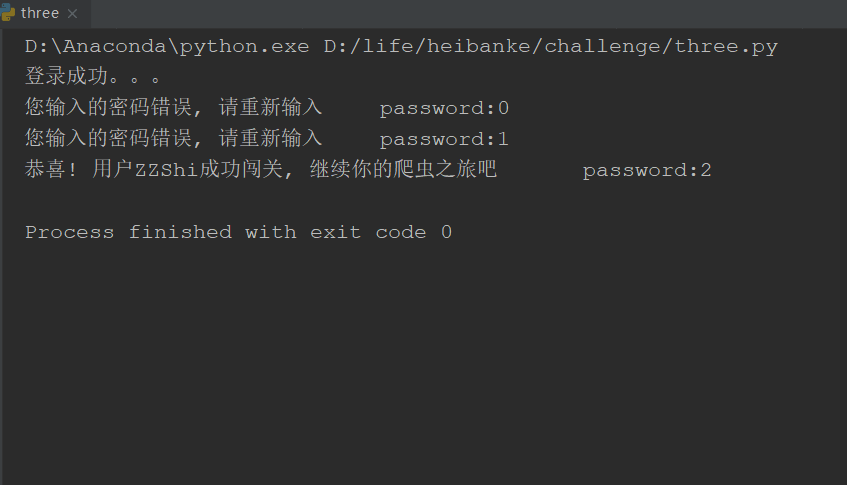 three
D:\Anaconda\python.exe D:/life/heibanke/challenge/three.py
登录成功。。。
您输入的密码错误, 请重新输入 password:0
您输入的密码错误, 请重新输入 password:1
恭喜! 用户ZZShi成功闯关, 继续你的爬虫之旅吧 password:2
Process finished with exit code 0